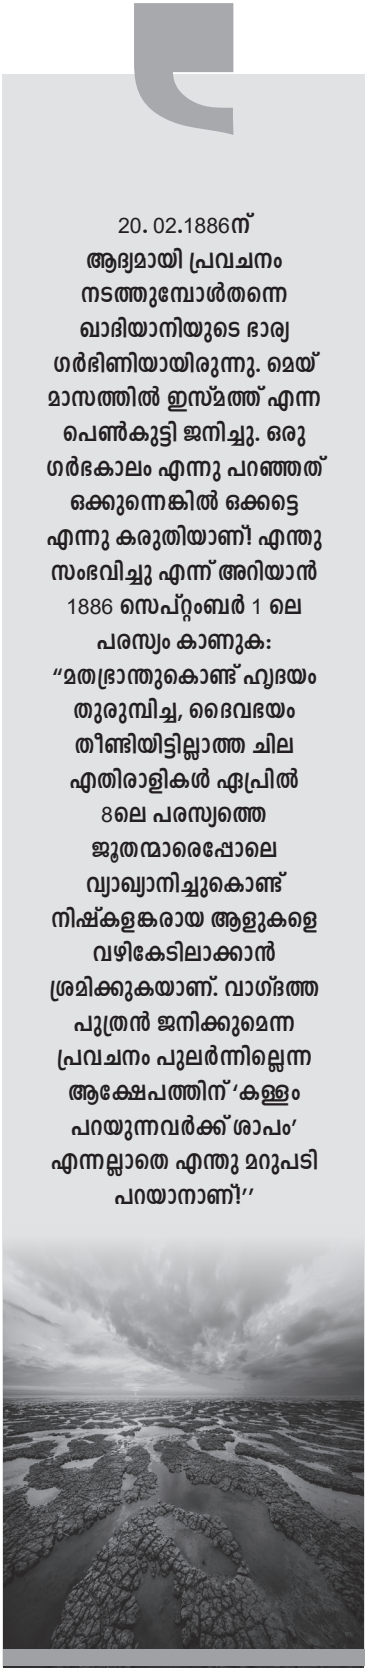 20. 02.1886ന്
ആദ്യമായി പ്രവചനം
നടത്തുമ്പോൾതന്നെ
ഖാദിയാനിയുടെ ഭാര്യ
ഗർഭിണിയായിരുന്നു. മെയ്
മാസത്തിൽ ഇസ്മത്ത് എന്ന
പെൺകുട്ടി ജനിച്ചു. ഒരു
ഗർഭകാലം എന്നു പറഞ്ഞത്
ഒക്കുന്നെങ്കിൽ ഒക്കട്ടെ
എന്നു കരുതിയാണ്! എന്തു
സംഭവിച്ചു എന്ന് അറിയാൻ
1886 സെപ്റ്റംബർ 1 ലെ
പരസ്യം കാണുക:
“മതഭ്രാന്തുകൊണ്ട് ഹൃദയം
തുരുമ്പിച്ച, ദൈവഭയം
തീണ്ടിയിട്ടില്ലാത്ത ചില
എതിരാളികൾ ഏപ്രിൽ
8ലെ പരസ്യത്തെ
ജൂതന്മാരെപ്പോലെ
വ്യാഖ്യാനിച്ചുകൊണ്ട്
നിഷ്കളങ്കരായ ആളുകളെ
വഴികേടിലാക്കാൻ
ശ്രമിക്കുകയാണ്. വാഗ്ദത്ത
പുത്രൻ ജനിക്കുമെന്ന
പ്രവചനം പുലർന്നില്ലെന്ന
ആക്ഷേപത്തിന് ‘കള്ളം
പറയുന്നവർക്ക് ശാപം’
എന്നല്ലാതെ എന്തു മറുപടി
പറയാനാണ്!’’